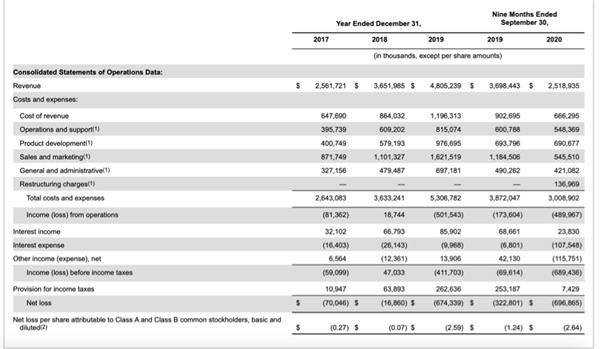 Year Ended December 31, Nine Months Ended September 30,
2017 2018 2019 2019 2020
(in thousands, except per share amounts)
Consolidated Statements of Operations Data:
Revenue $ 2,561,721 $ 3,651,985 $ 4,805,239 $ 3,698,443 $ 2,518,935
Costs and expenses:
Cost of revenue 647,690 864,032 1,196,313 902,695 666,295
Operations and support(1) 395,739 609,202 815,074 600,788 548,369
Product development(1) 400,749 579,193 976,695 693,796 690,677
Sales and marketing(1) 871,749 1,101,327 1,621,519 1,184,506 545,510
General and administrative(1) 327,156 479,487 697,181 490,262 421,082
Restructuring charges(1) — — — — 136,969
Total costs and expenses 2,643,083 3,633,241 5,306,782 3,872,047 3,008,902
Income (loss) from operations (81,362) 18,744 (501,543) (173,604) (489,967)
Interest income 32,102 66,793 85,902 68,661 23,830
Interest expense (16,403) (26,143) (9,968) (6,801) (107,548)
Other income (expense), net 6,564 (12,361) 13,906 42,130 (115,751)
Income (loss) before income taxes (59,099) 47,033 (411,703) (69,614) (689,436)
Provision for income taxes 10,947 63,893 262,636 253,187 7,429
Net loss $ (70,046) $ (16,860) $ (674,339) $ (322,801) $ (696,865)
Net loss per share attributable to Class A and Class B common stockholders, basic and
diluted(2) $ (0.27) $ (0.07) $ (2.59) $ (1.24) $ (2.64)